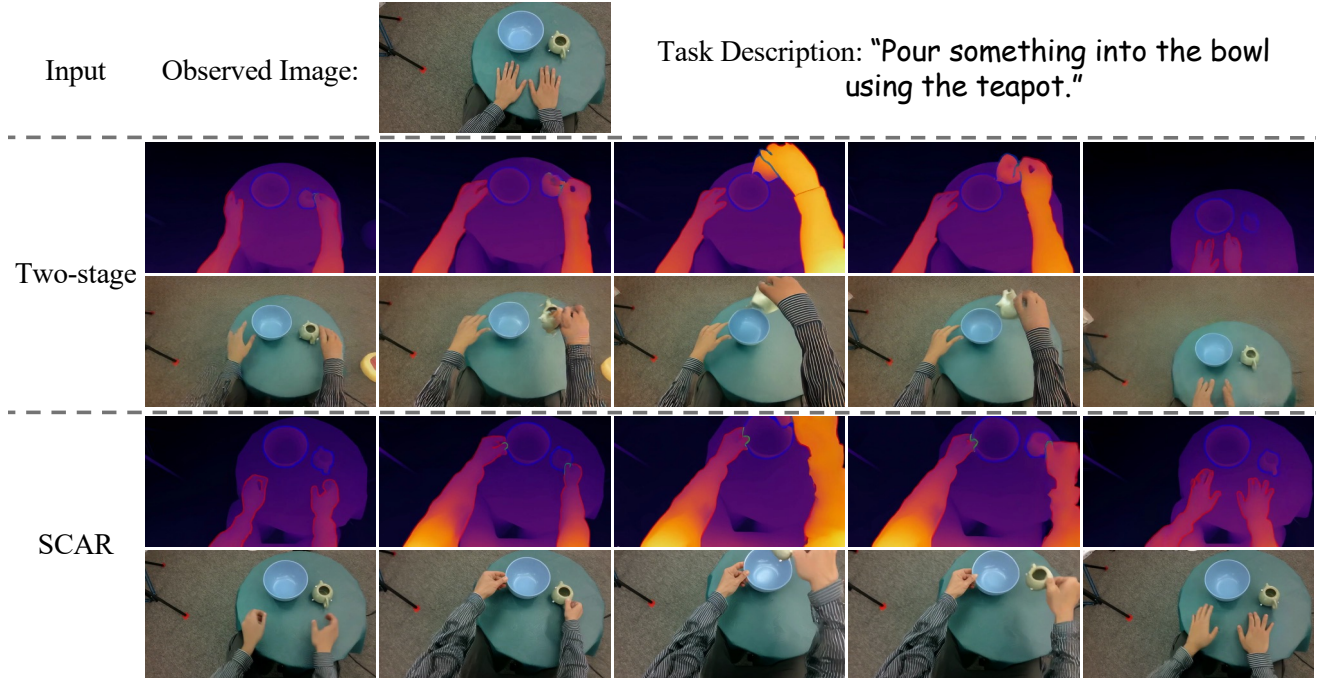 Input
Observed Image:
Task Description: “Pour something into the bowl
using the teapot.”
Two-stage
SCAR